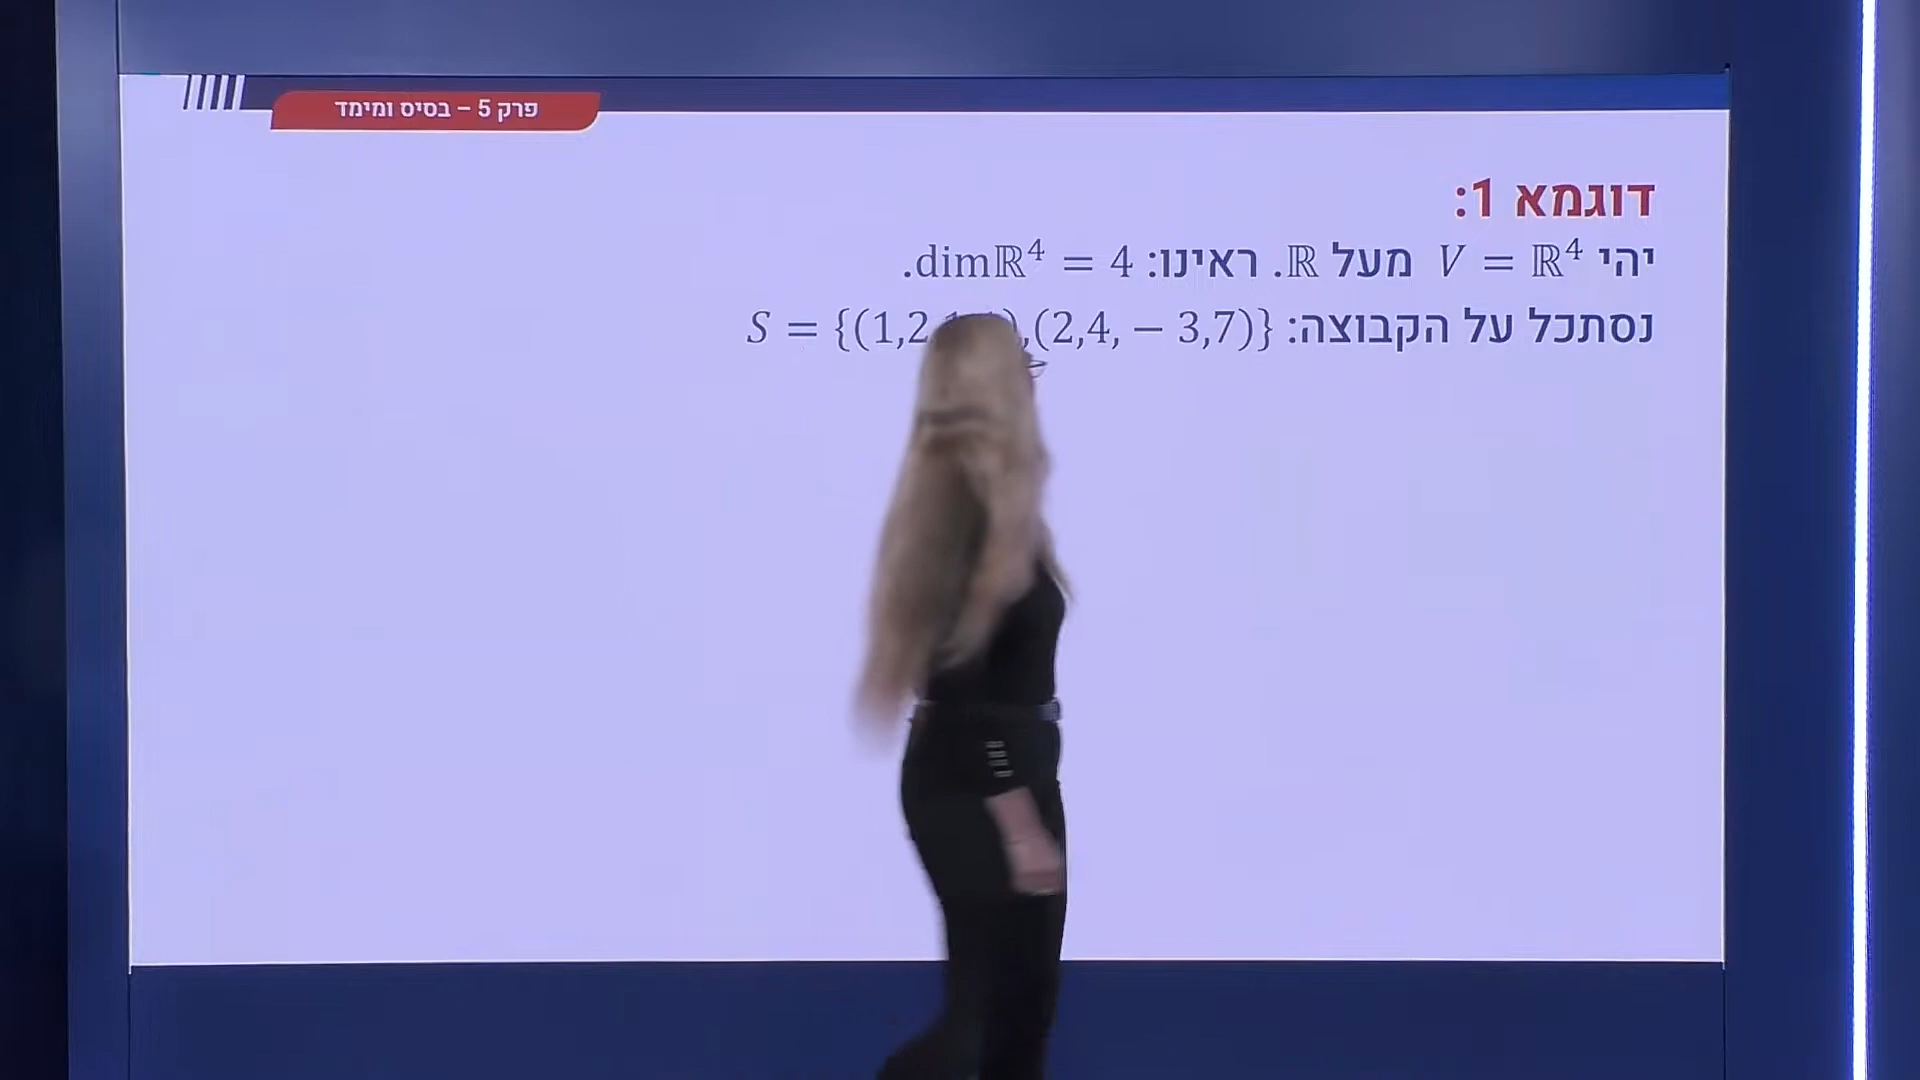 פרק 5 – בסיס ומימד
דוגמא 1:
יהי V = ℝ⁴ מעל ℝ. ראינו: dimℝ⁴ = 4.
נסתכל על הקבוצה: S = {(1,2 ),(2,4, − 3,7)}